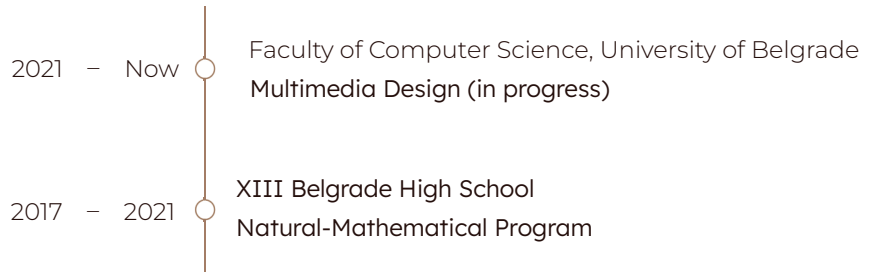 2021 – Now
Faculty of Computer Science, University of Belgrade
Multimedia Design (in progress)
2017 – 2021
XIII Belgrade High School
Natural-Mathematical Program